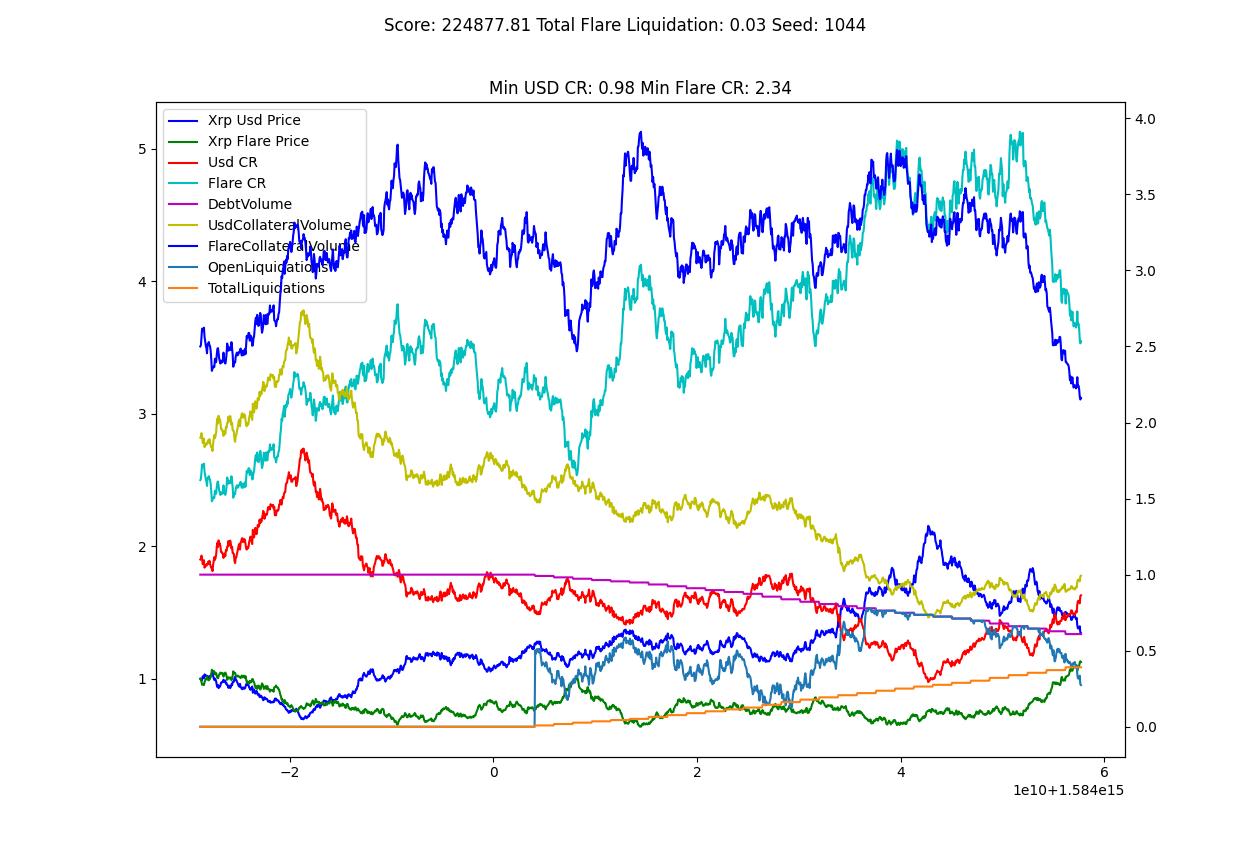 Score: 224877.81 Total Flare Liquidation: 0.03 Seed: 1044
Min USD CR: 0.98 Min Flare CR: 2.34
Xrp Usd Price
Xrp Flare Price
Usd CR
Flare CR
DebtVolume
UsdCollateralVolume
FlareCollateralVolume
OpenLiquidations
TotalLiquidations
5
4
3
2
1
4.0
3.5
3.0
2.5
2.0
1.5
1.0
0.5
0.0
−2 0 2 4 6
1e10+1.584e15